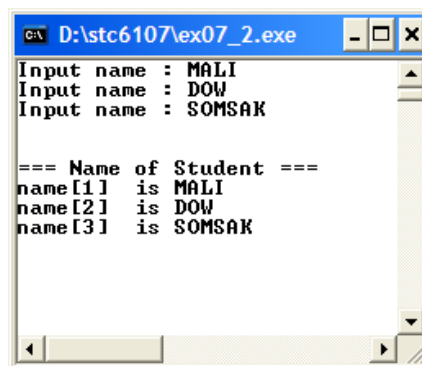 D:\stc6107\ex07_2.exe
Input name : MALI
Input name : DOW
Input name : SOMSAK
=== Name of Student ===
name[1]  is MALI
name[2]  is DOW
name[3]  is SOMSAK